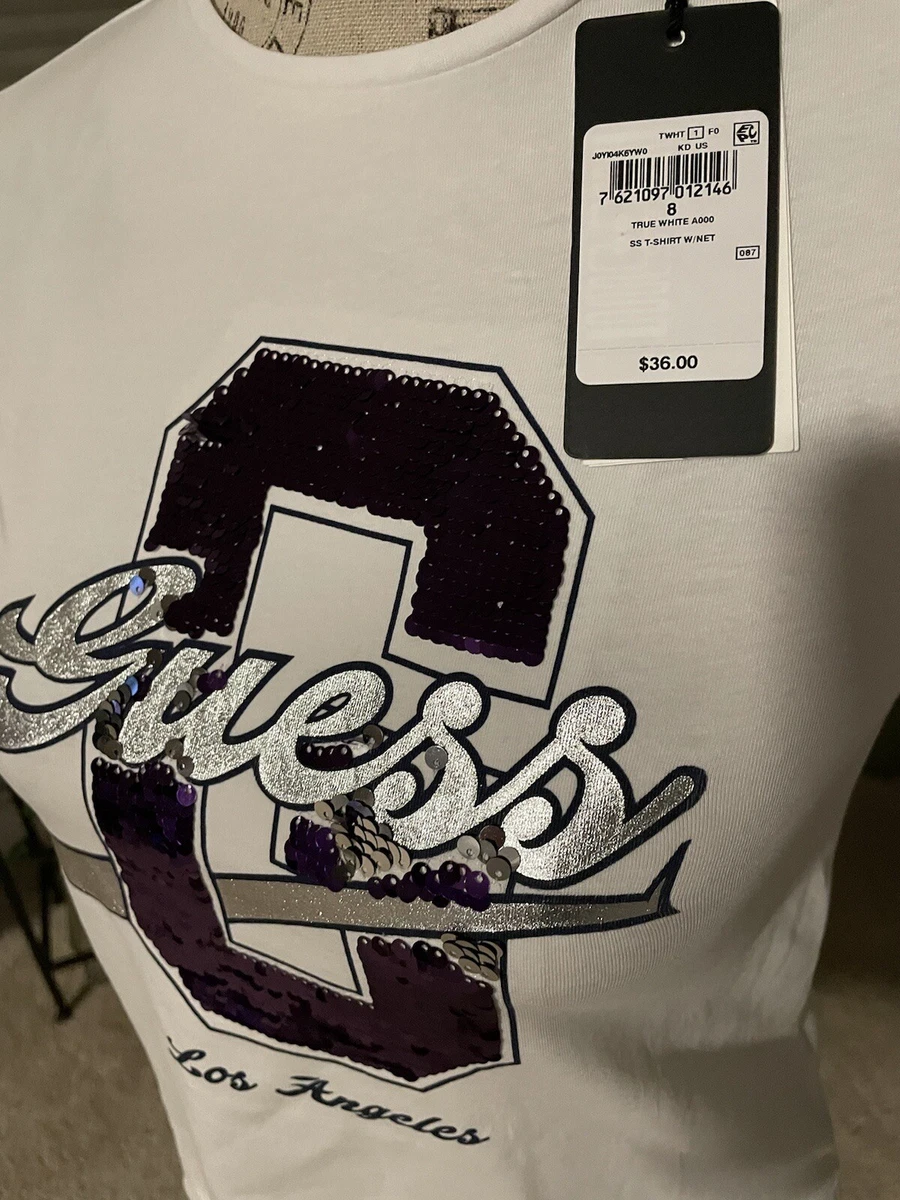 TWHT 1 F0
J0YI04K6YW0 KD US
7 621097 012146
8
TRUE WHITE A000
SS T-SHIRT W/NET
087
$36.00
G
Guess
Los Angeles